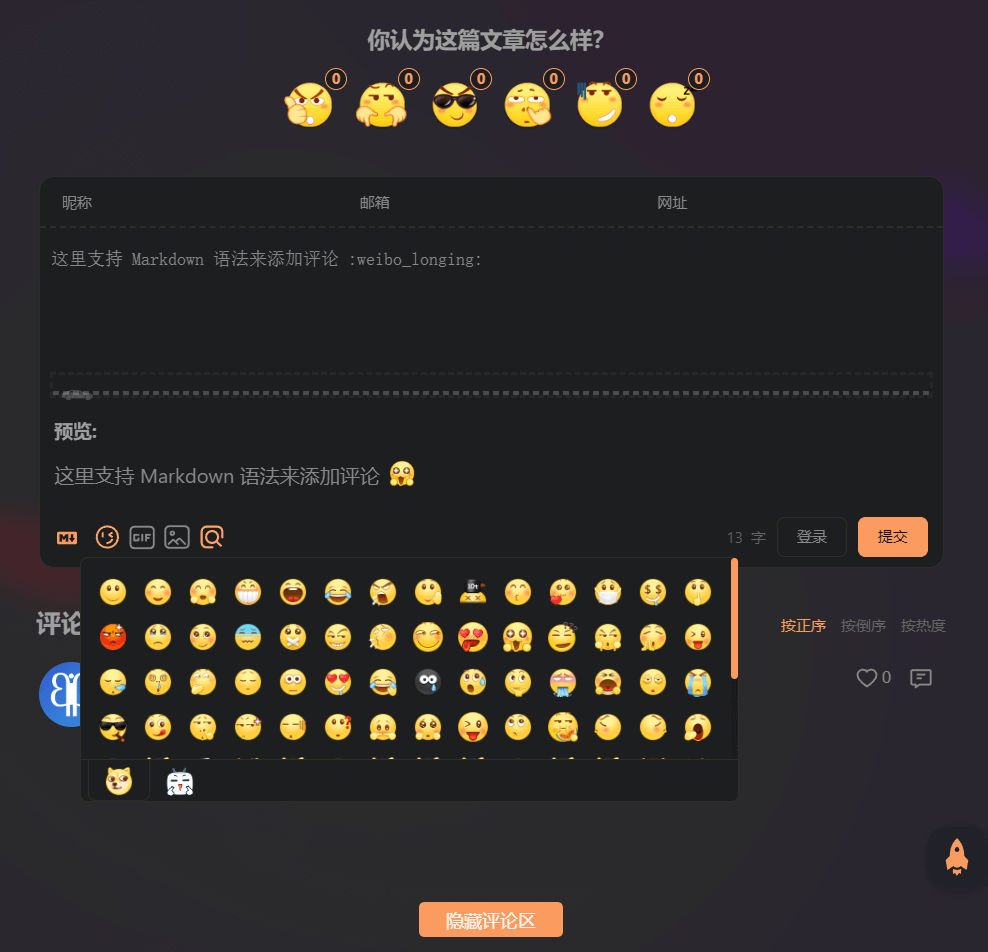 你认为这篇文章怎么样?
0 0 0 0 0 0
昵称 邮箱 网址
这里支持 Markdown 语法来添加评论 :weibo_longing:
预览:
这里支持 Markdown 语法来添加评论
M↓ GIF 13 字 登录 提交
评论
按正序 按倒序 按热度
0
隐藏评论区